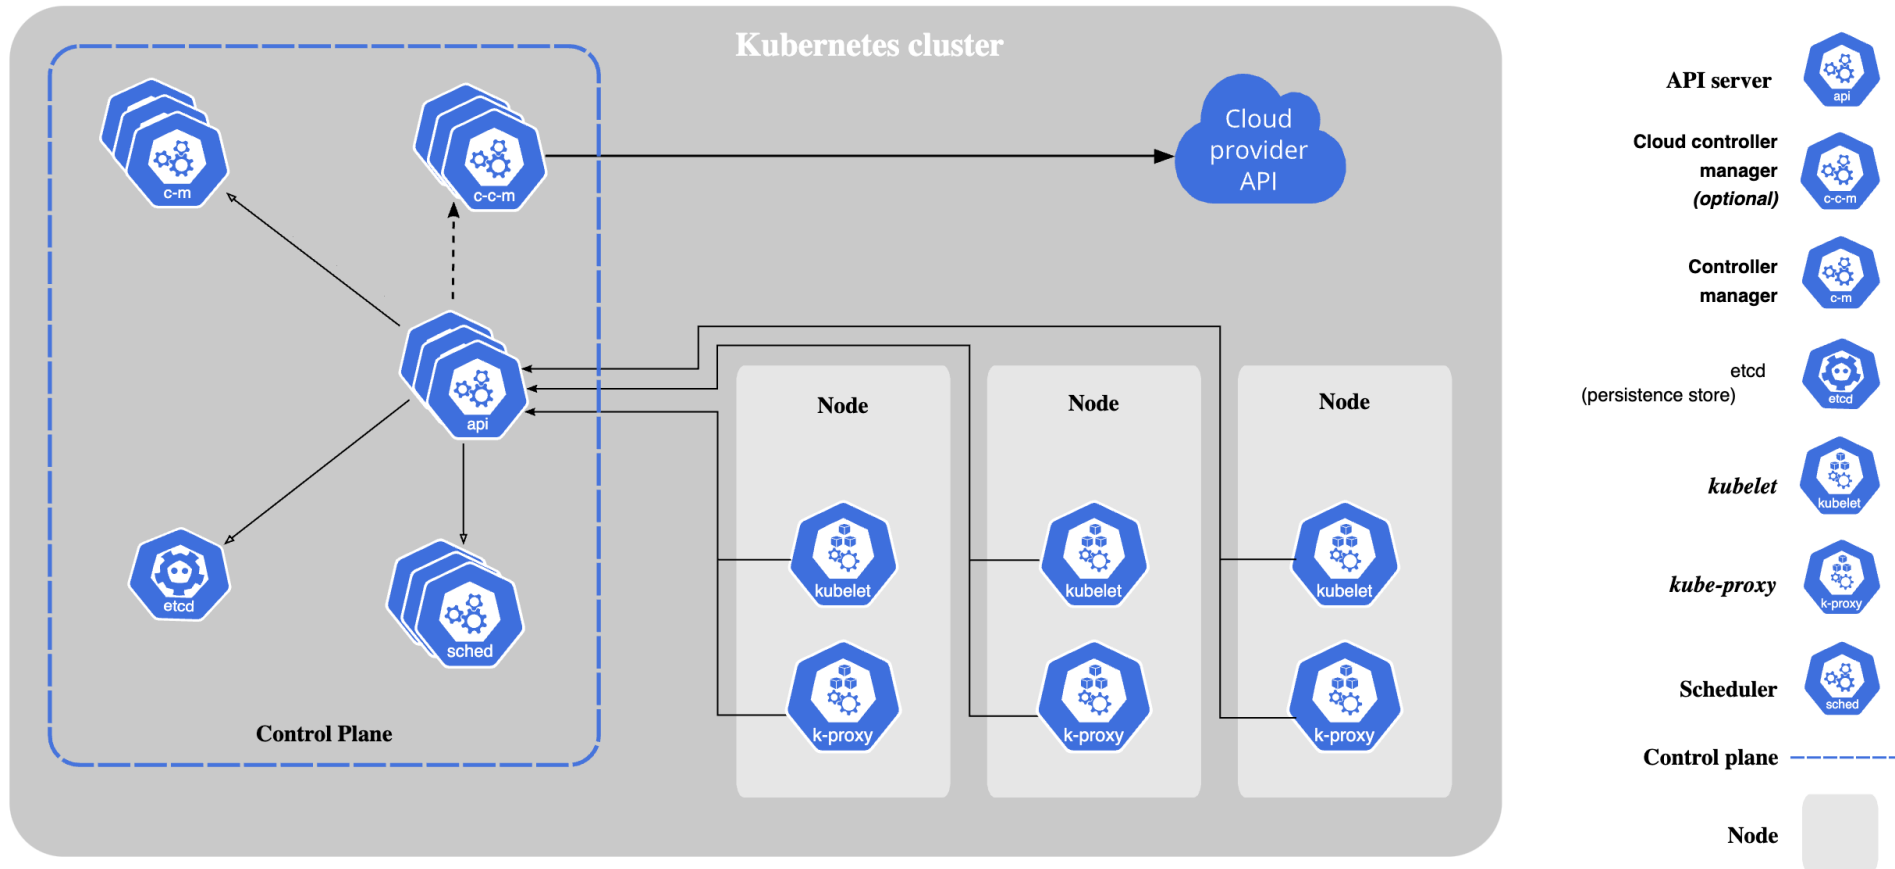 Kubernetes cluster
c-m
c-c-m
Cloud
provider
API
api
etcd
sched
Control Plane
Node
kubelet
k-proxy
Node
kubelet
k-proxy
Node
kubelet
k-proxy
API server
api
Cloud controller
manager
(optional)
c-c-m
Controller
manager
c-m
etcd
(persistence store)
etcd
kubelet
kubelet
kube-proxy
k-proxy
Scheduler
sched
Control plane
Node